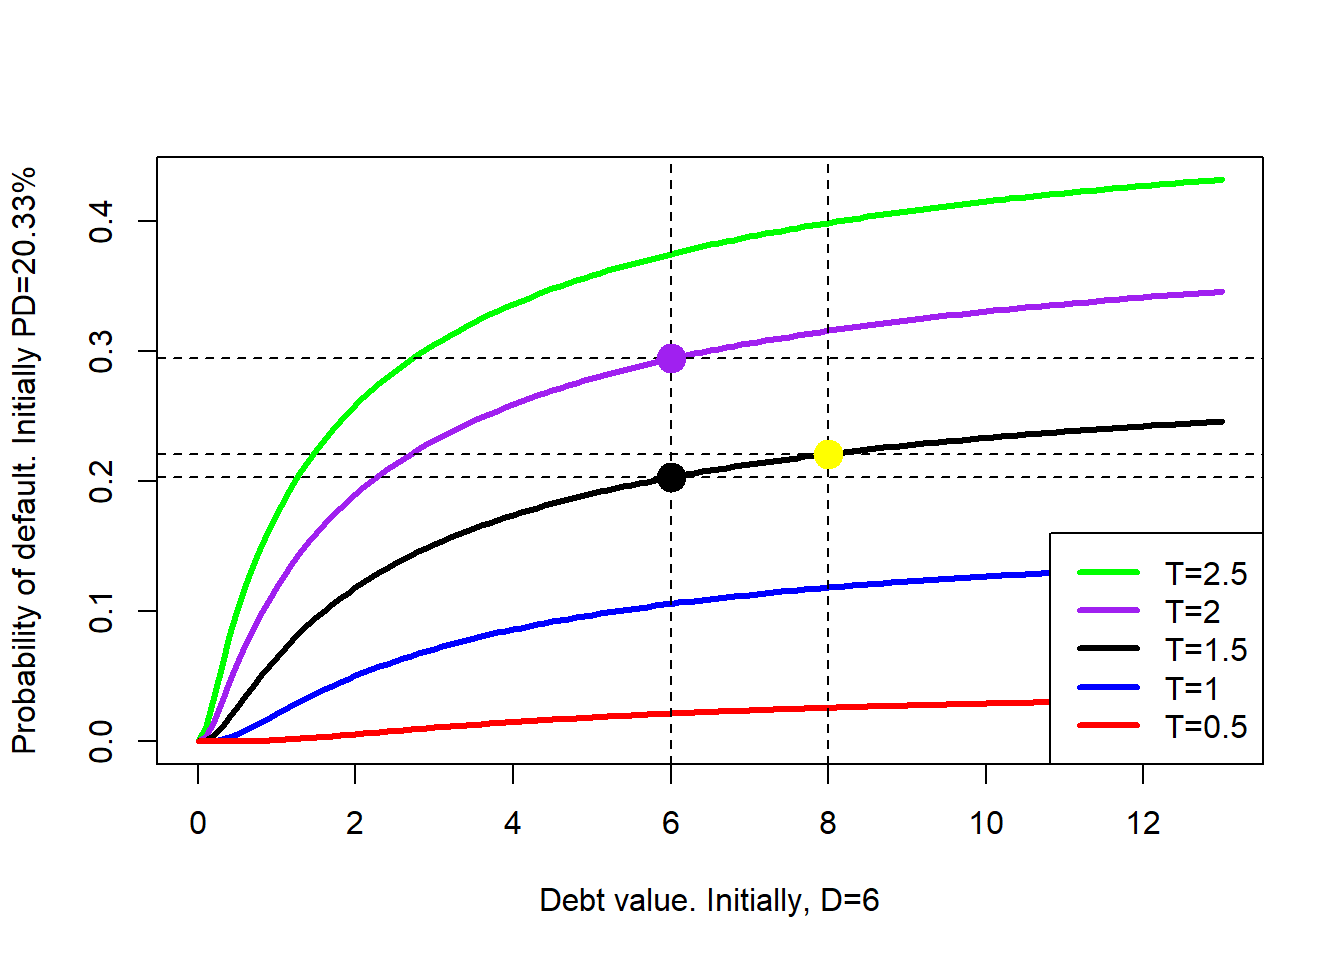 Probability of default. Initially PD=20.33%
0.4
0.3
0.2
0.1
0.0
T=2.5
T=2
T=1.5
T=1
T=0.5
0 2 4 6 8 10 12
Debt value. Initially, D=6